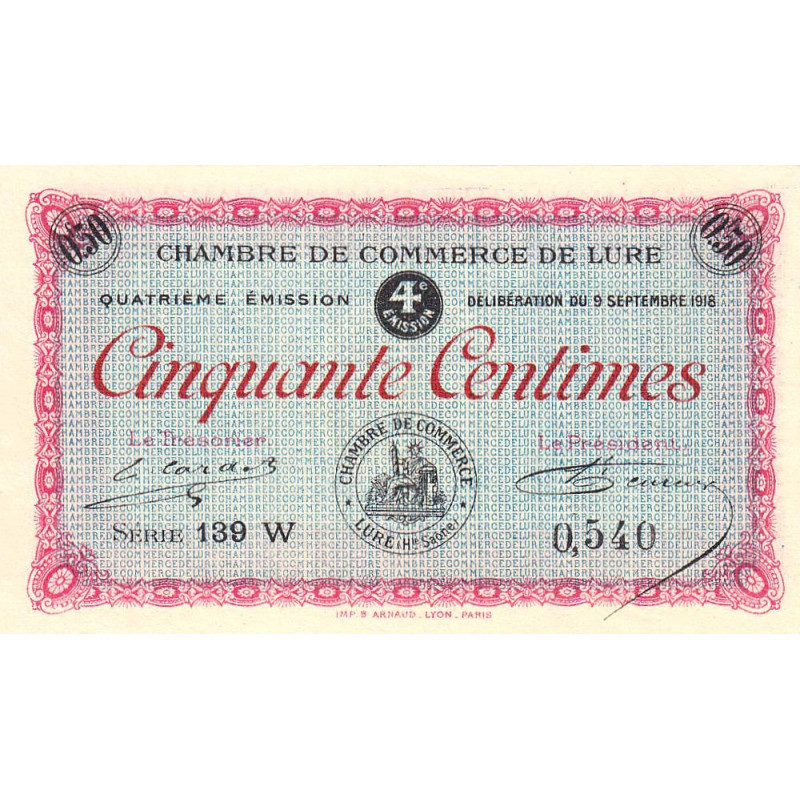 0.50 0.50
CHAMBRE DE COMMERCE DE LURE
QUATRIÈME ÉMISSION 4e ÉMISSION DÉLIBÉRATION DU 9 SEPTEMBRE 1918
Cinquante Centimes
Le Trésorier Le Président
CHAMBRE DE COMMERCE
LURE (Hte Saône)
SÉRIE 139 W 0,540
IMP. B. ARNAUD. LYON. PARIS